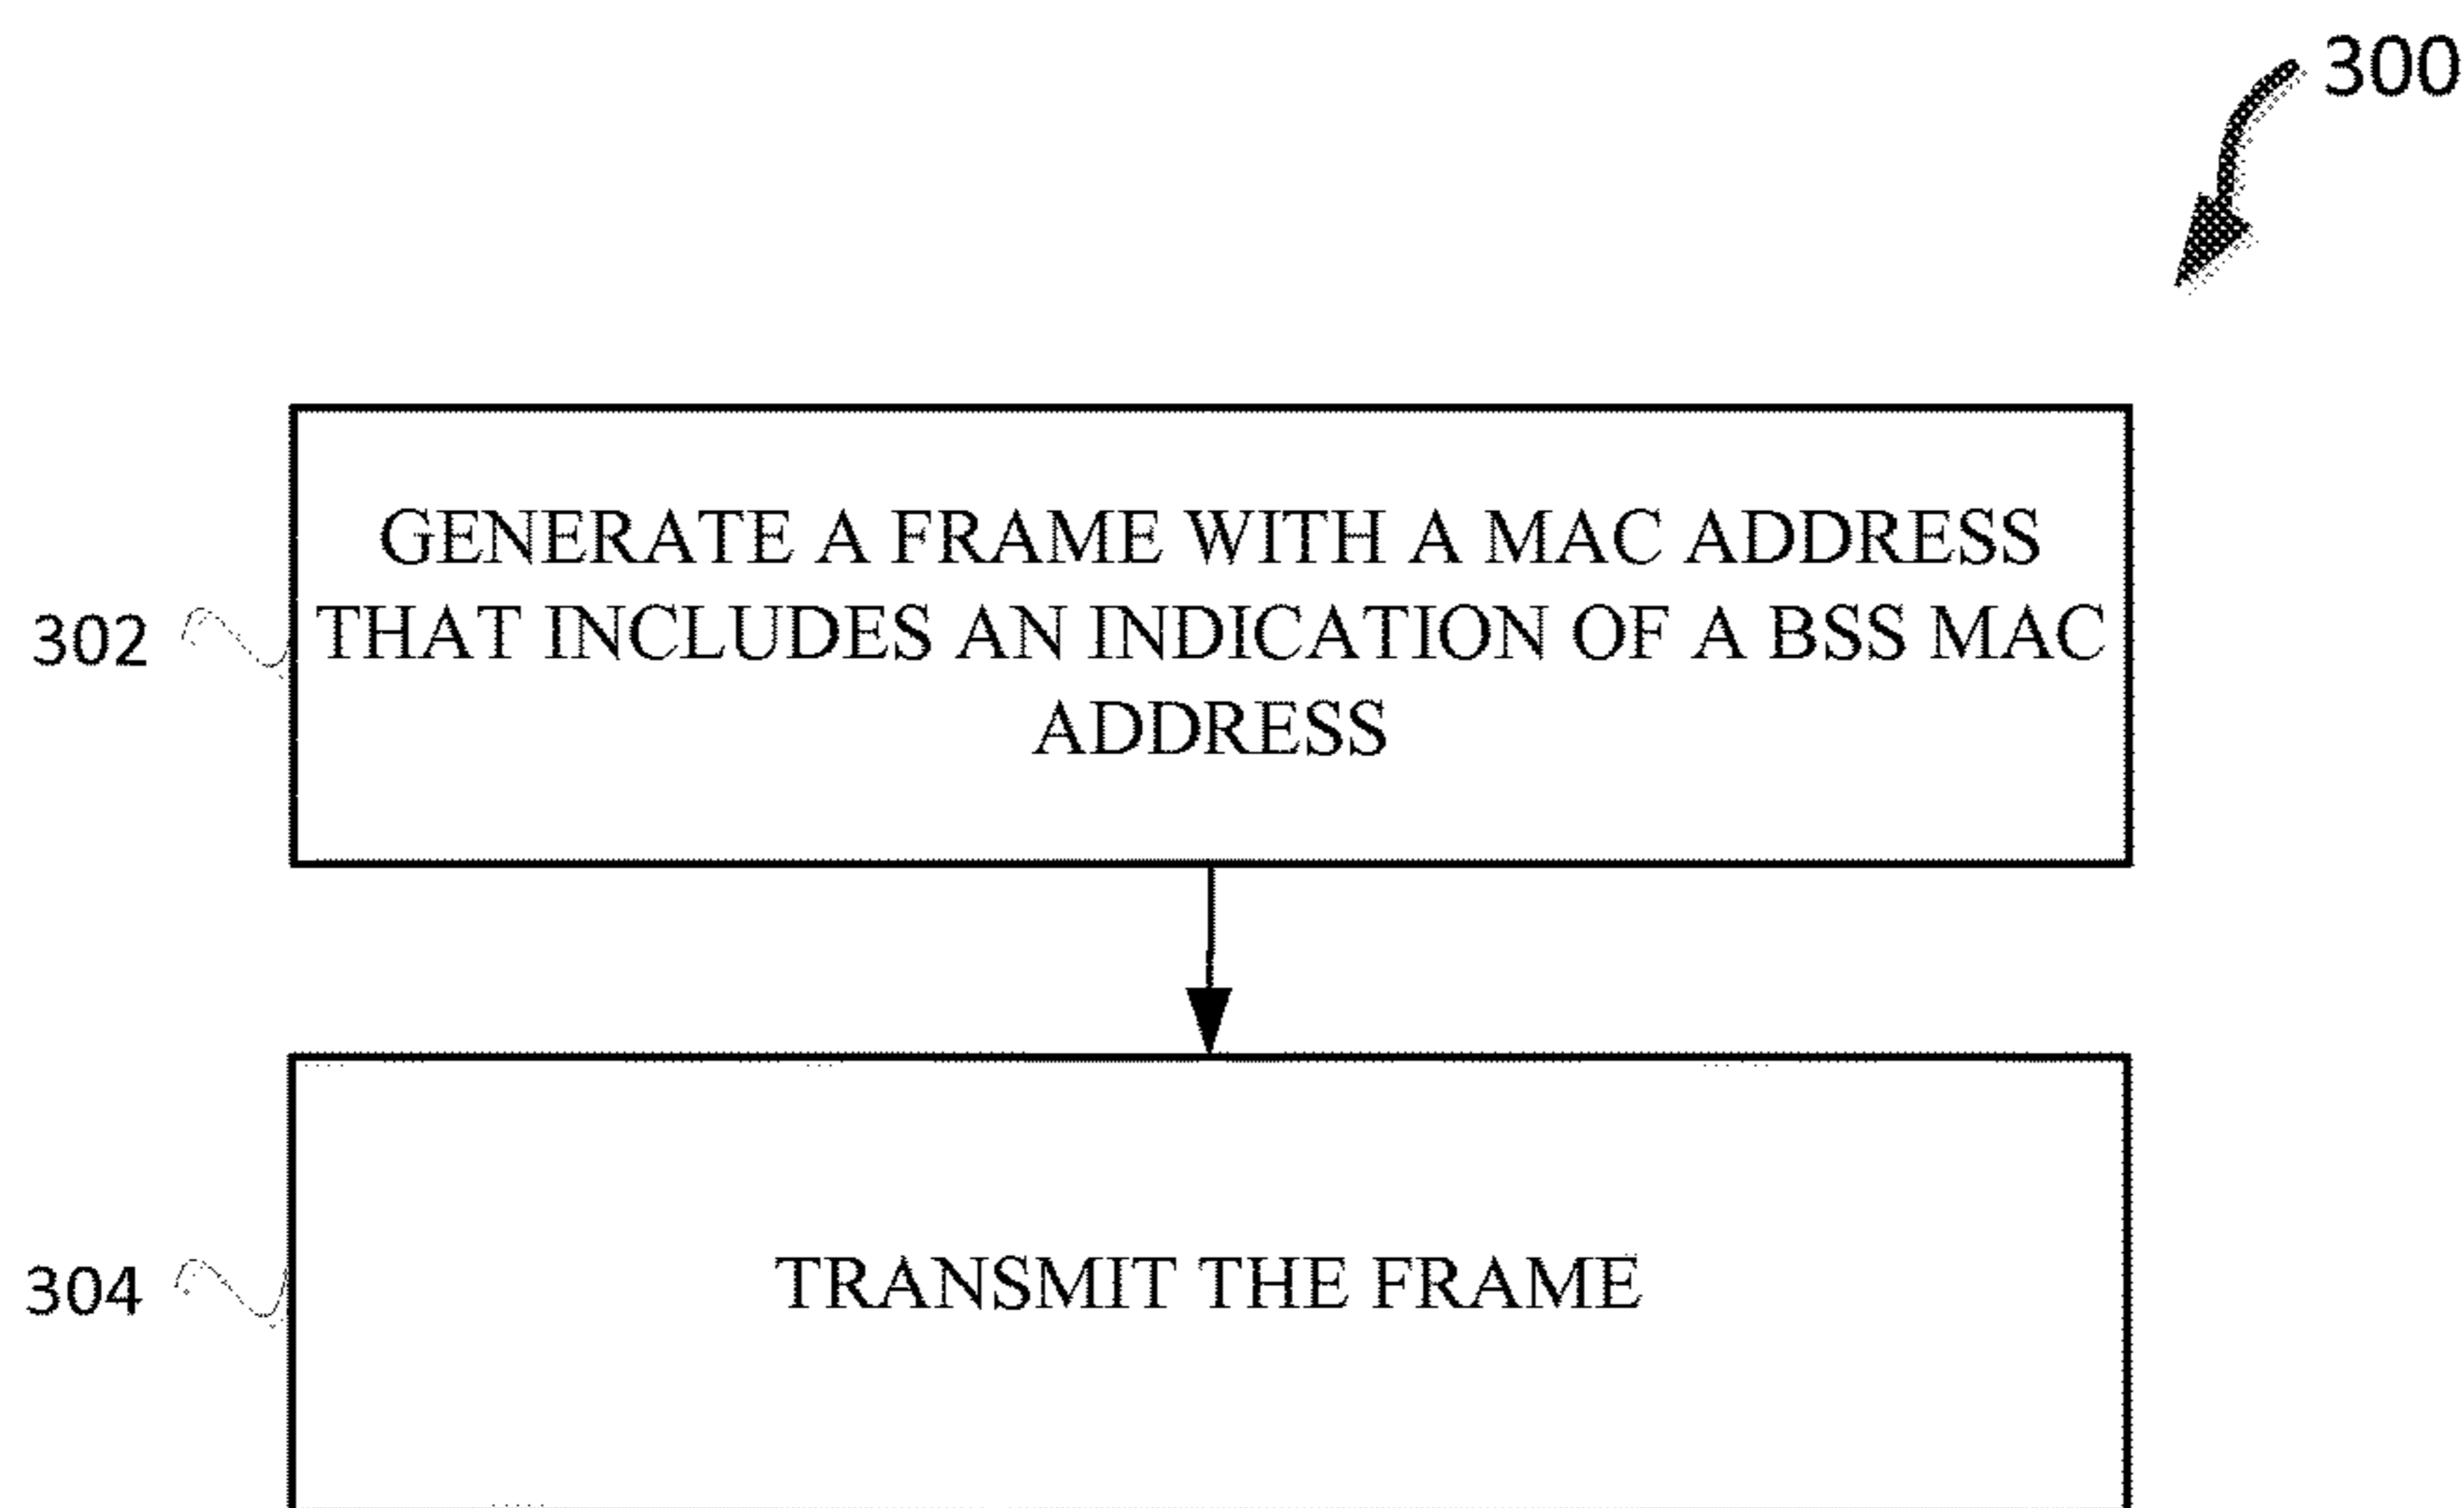 300
GENERATE A FRAME WITH A MAC ADDRESS
302 THAT INCLUDES AN INDICATION OF A BSS MAC
ADDRESS
304 TRANSMIT THE FRAME